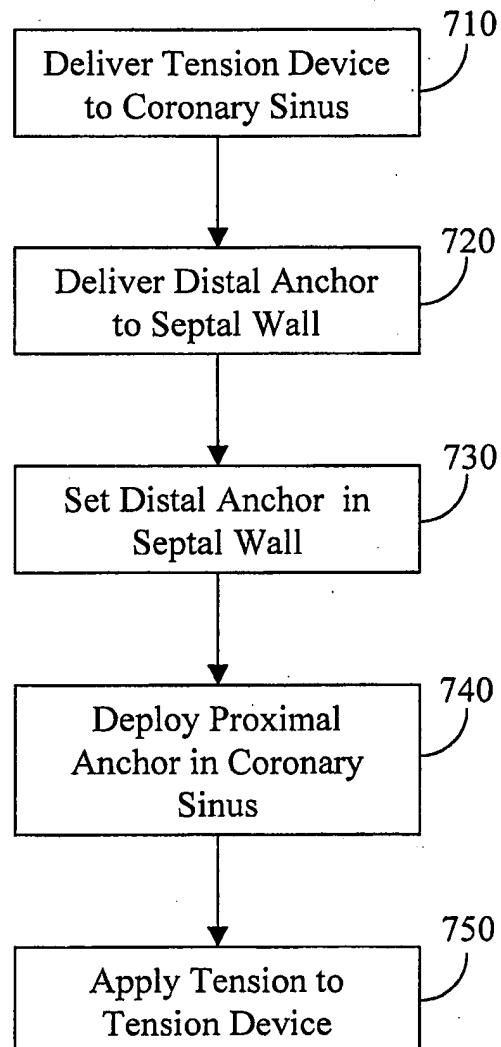 710
Deliver Tension Device
to Coronary Sinus
720
Deliver Distal Anchor
to Septal Wall
730
Set Distal Anchor in
Septal Wall
740
Deploy Proximal
Anchor in Coronary
Sinus
750
Apply Tension to
Tension Device